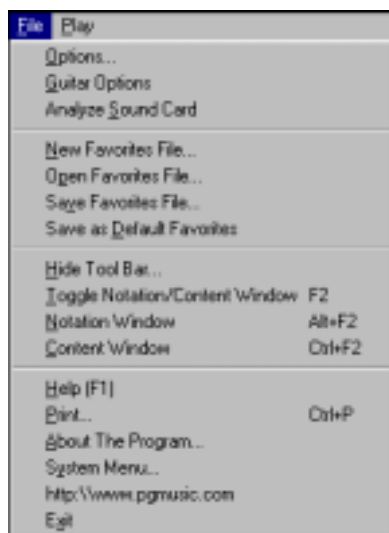 File Play
Options...
Guitar Options
Analyze Sound Card
New Favorites File...
Open Favorites File...
Save Favorites File...
Save as Default Favorites
Hide Tool Bar...
Toggle Notation/Content Window F2
Notation Window Alt+F2
Content Window Ctrl+F2
Help (F1)
Print... Ctrl+P
About The Program...
System Menu...
http:\\www.pgmusic.com
Exit